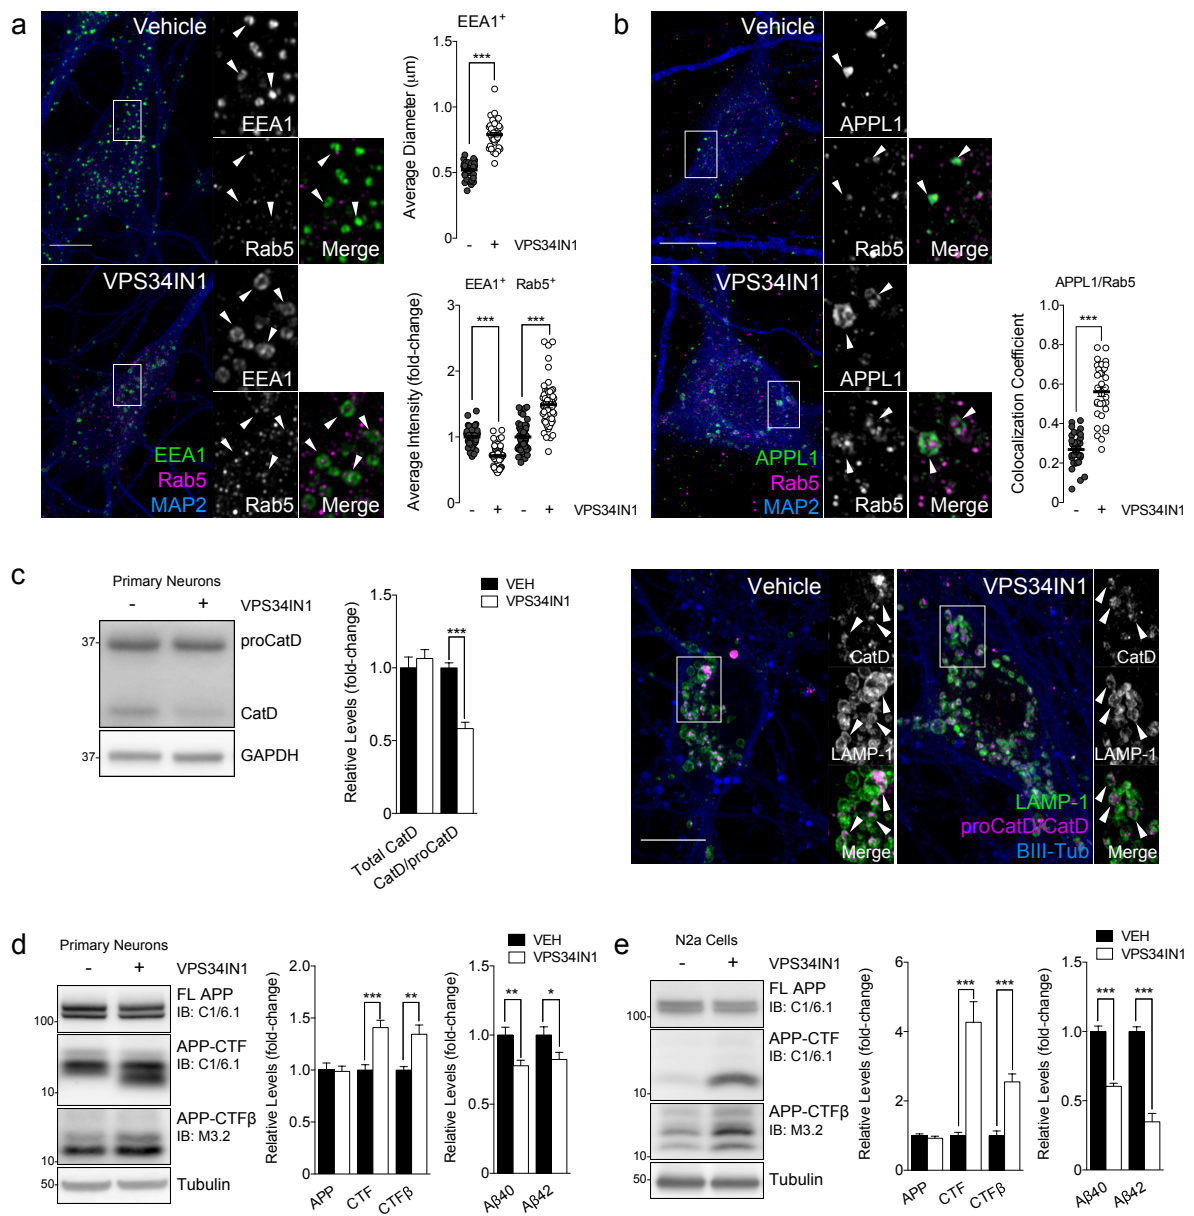 a
Vehicle
EEA1
Rab5
Merge
VPS34IN1
EEA1
EEA1
Rab5
MAP2
Rab5
Merge
EEA1⁺
Average Diameter (μm)
1.5
1.0
0.5
0
***
- + VPS34IN1
EEA1⁺ Rab5⁺
Average Intensity (fold-change)
3
2
1
0
*** ***
- + - + VPS34IN1
b
Vehicle
APPL1
Rab5
Merge
VPS34IN1
APPL1
APPL1
Rab5
MAP2
Rab5
Merge
APPL1/Rab5
Colocalization Coefficient
1.0
0.8
0.6
0.4
0.2
0
***
- + VPS34IN1
c
Primary Neurons
- + VPS34IN1
37-
proCatD
CatD
37-
GAPDH
VEH
VPS34IN1
Relative Levels (fold-change)
1.5
1.0
0.5
0
***
Total CatD
CatD/proCatD
Vehicle
CatD
LAMP-1
Merge
VPS34IN1
CatD
LAMP-1
LAMP-1
proCatD/CatD
BIII-Tub
Merge
d
Primary Neurons
- + VPS34IN1
FL APP
IB: C1/6.1
100-
APP-CTF
IB: C1/6.1
10-
APP-CTFβ
IB: M3.2
10-
50-
Tubulin
Relative Levels (fold-change)
2.0
1.5
1.0
0.5
0
*** **
APP
CTF
CTFβ
VEH
VPS34IN1
Relative Levels (fold-change)
1.5
1.0
0.5
0
** *
Aβ40
Aβ42
e
N2a Cells
- + VPS34IN1
FL APP
IB: C1/6.1
100-
APP-CTF
IB: C1/6.1
10-
APP-CTFβ
IB: M3.2
10-
50-
Tubulin
Relative Levels (fold-change)
6
4
2
0
*** ***
APP
CTF
CTFβ
VEH
VPS34IN1
Relative Levels (fold-change)
1.5
1.0
0.5
0
*** ***
Aβ40
Aβ42